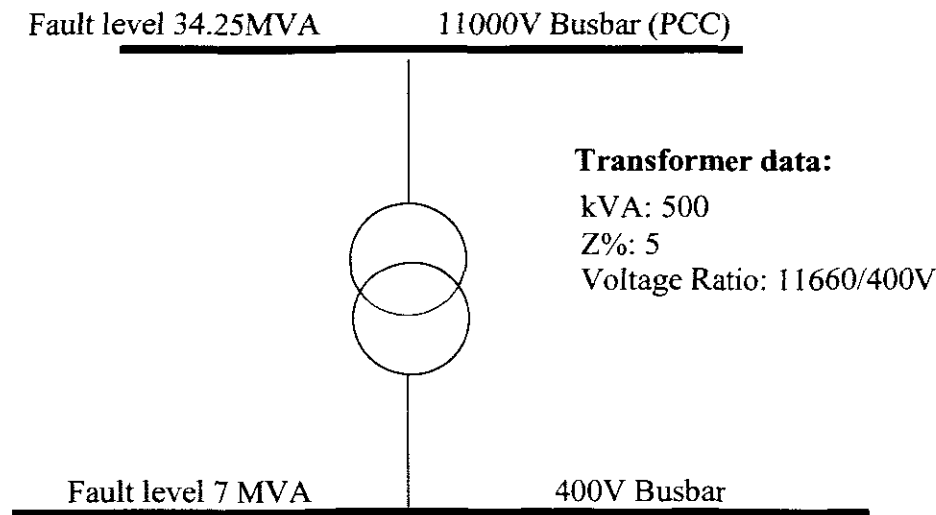 Fault level 34.25MVA 11000V Busbar (PCC)
Transformer data:
kVA: 500
Z%: 5
Voltage Ratio: 11660/400V
Fault level 7 MVA 400V Busbar